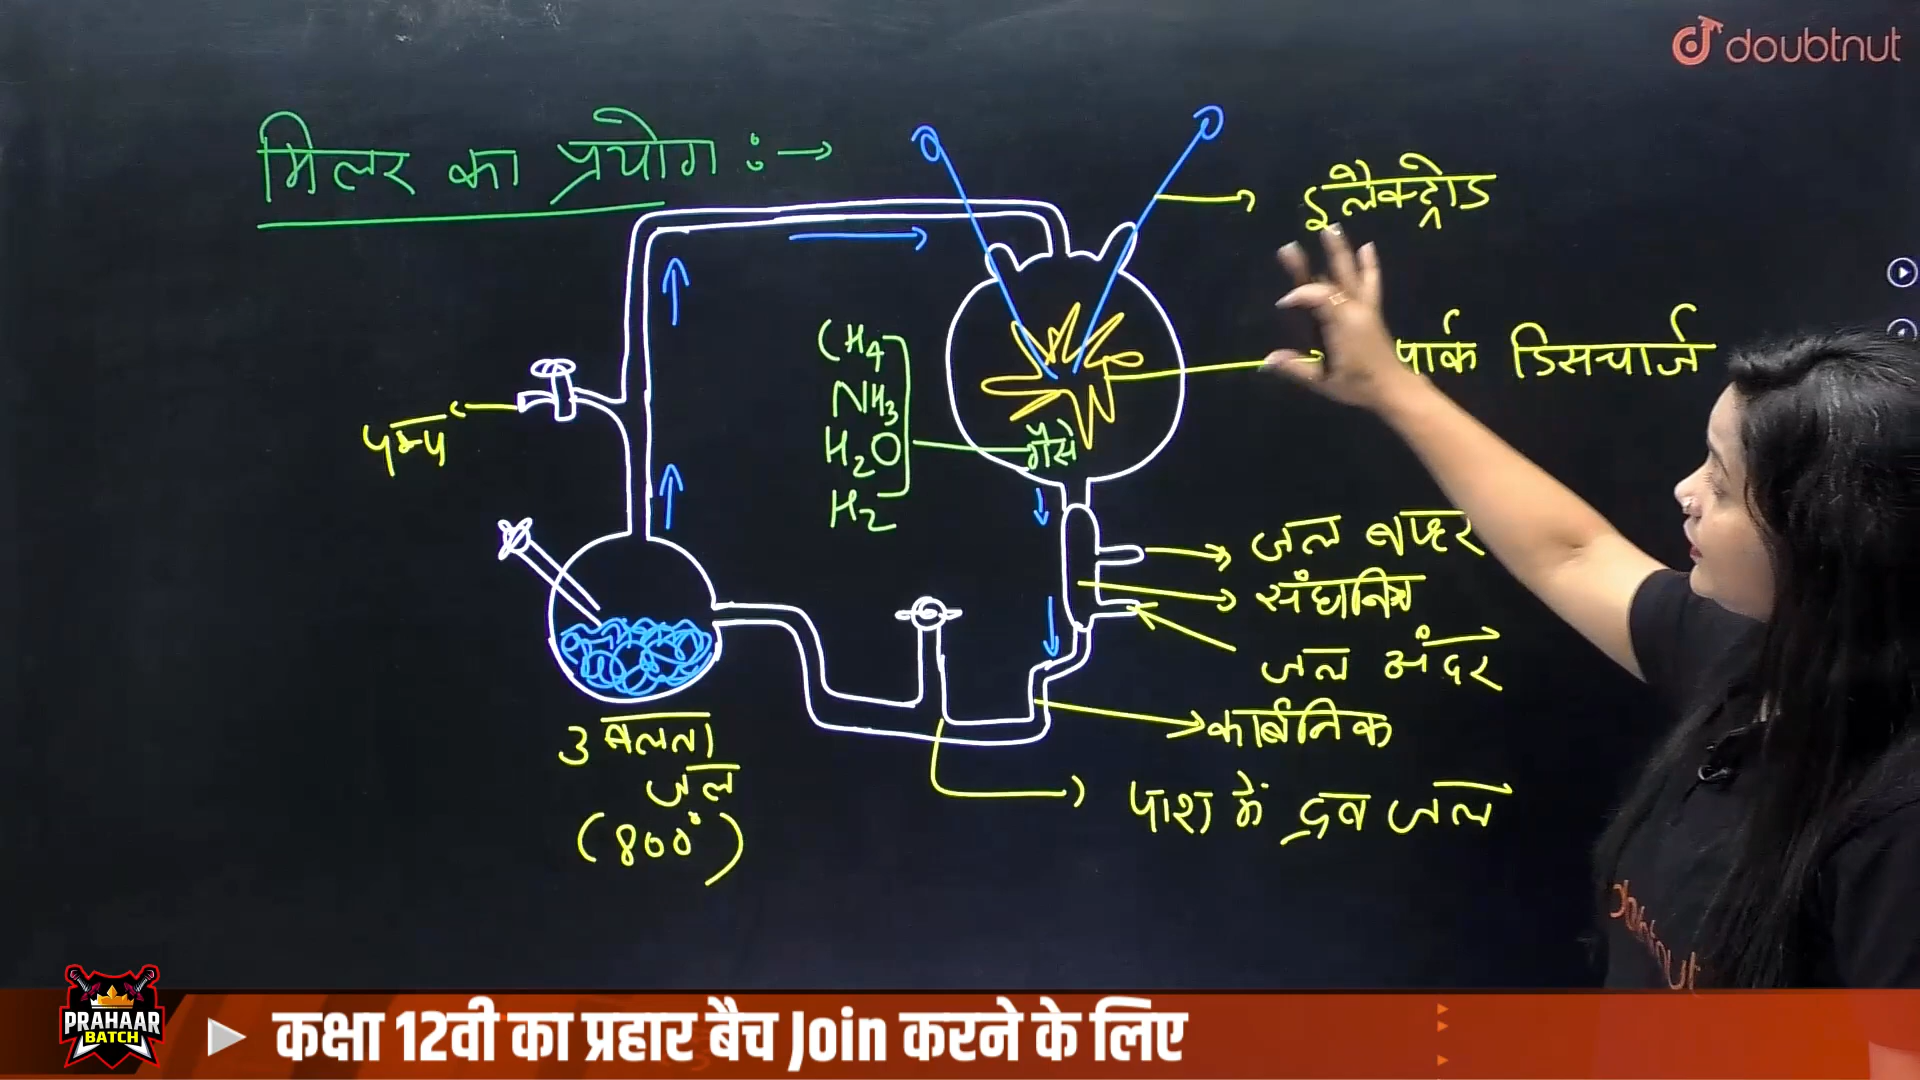 doubtnut
मिलर का प्रयोग :→
इलैक्ट्रोड
पार्क डिसचार्ज
CH4
NH3
H2O
H2
गैसे
पम्प
जल बाहर
संघनित्र
जल अंदर
कार्बनिक
उबलता
जल
(800°)
पाश में द्रव जल
doubtnut
PRAHAAR
BATCH
कक्षा 12वी का प्रहार बैच Join करने के लिए